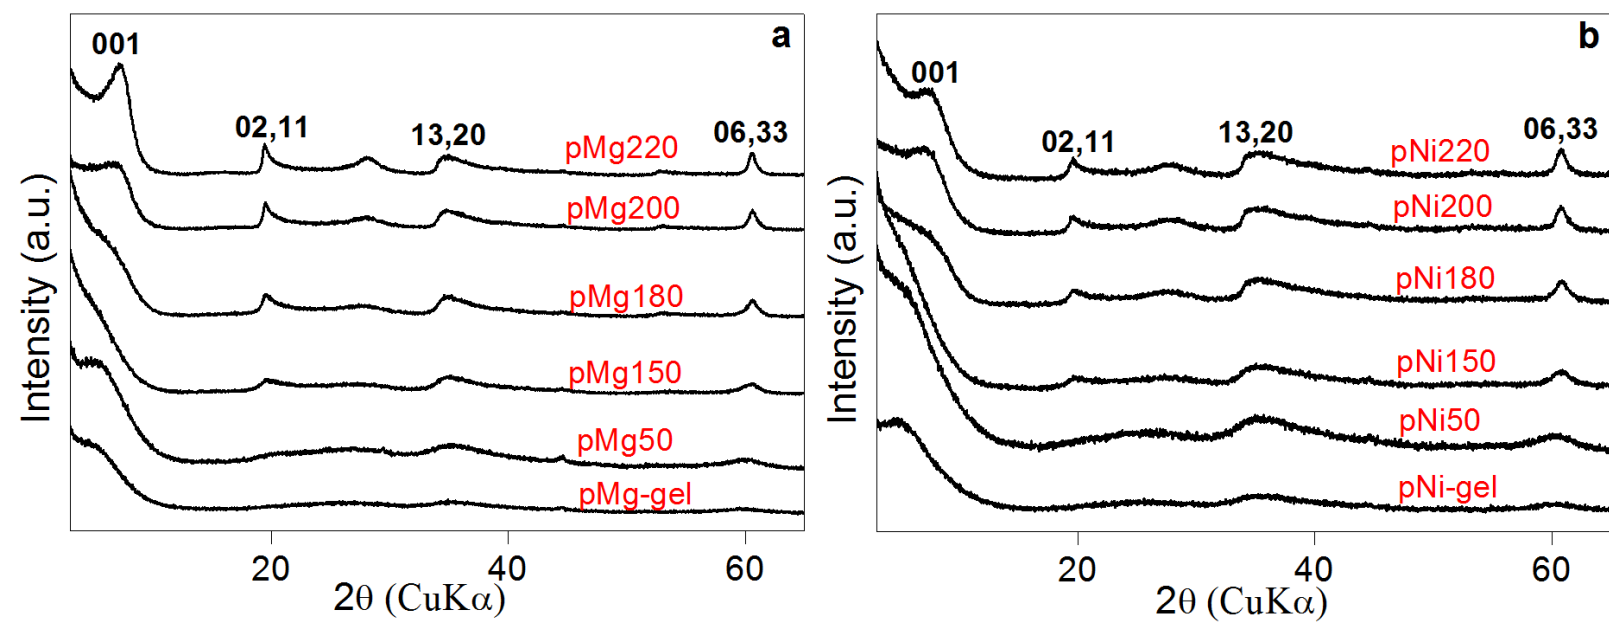 a
001
02,11
13,20
06,33
pMg220
pMg200
pMg180
pMg150
pMg50
pMg-gel
Intensity (a.u.)
20
40
60
2θ (CuKα)
b
001
02,11
13,20
06,33
pNi220
pNi200
pNi180
pNi150
pNi50
pNi-gel
Intensity (a.u.)
20
40
60
2θ (CuKα)